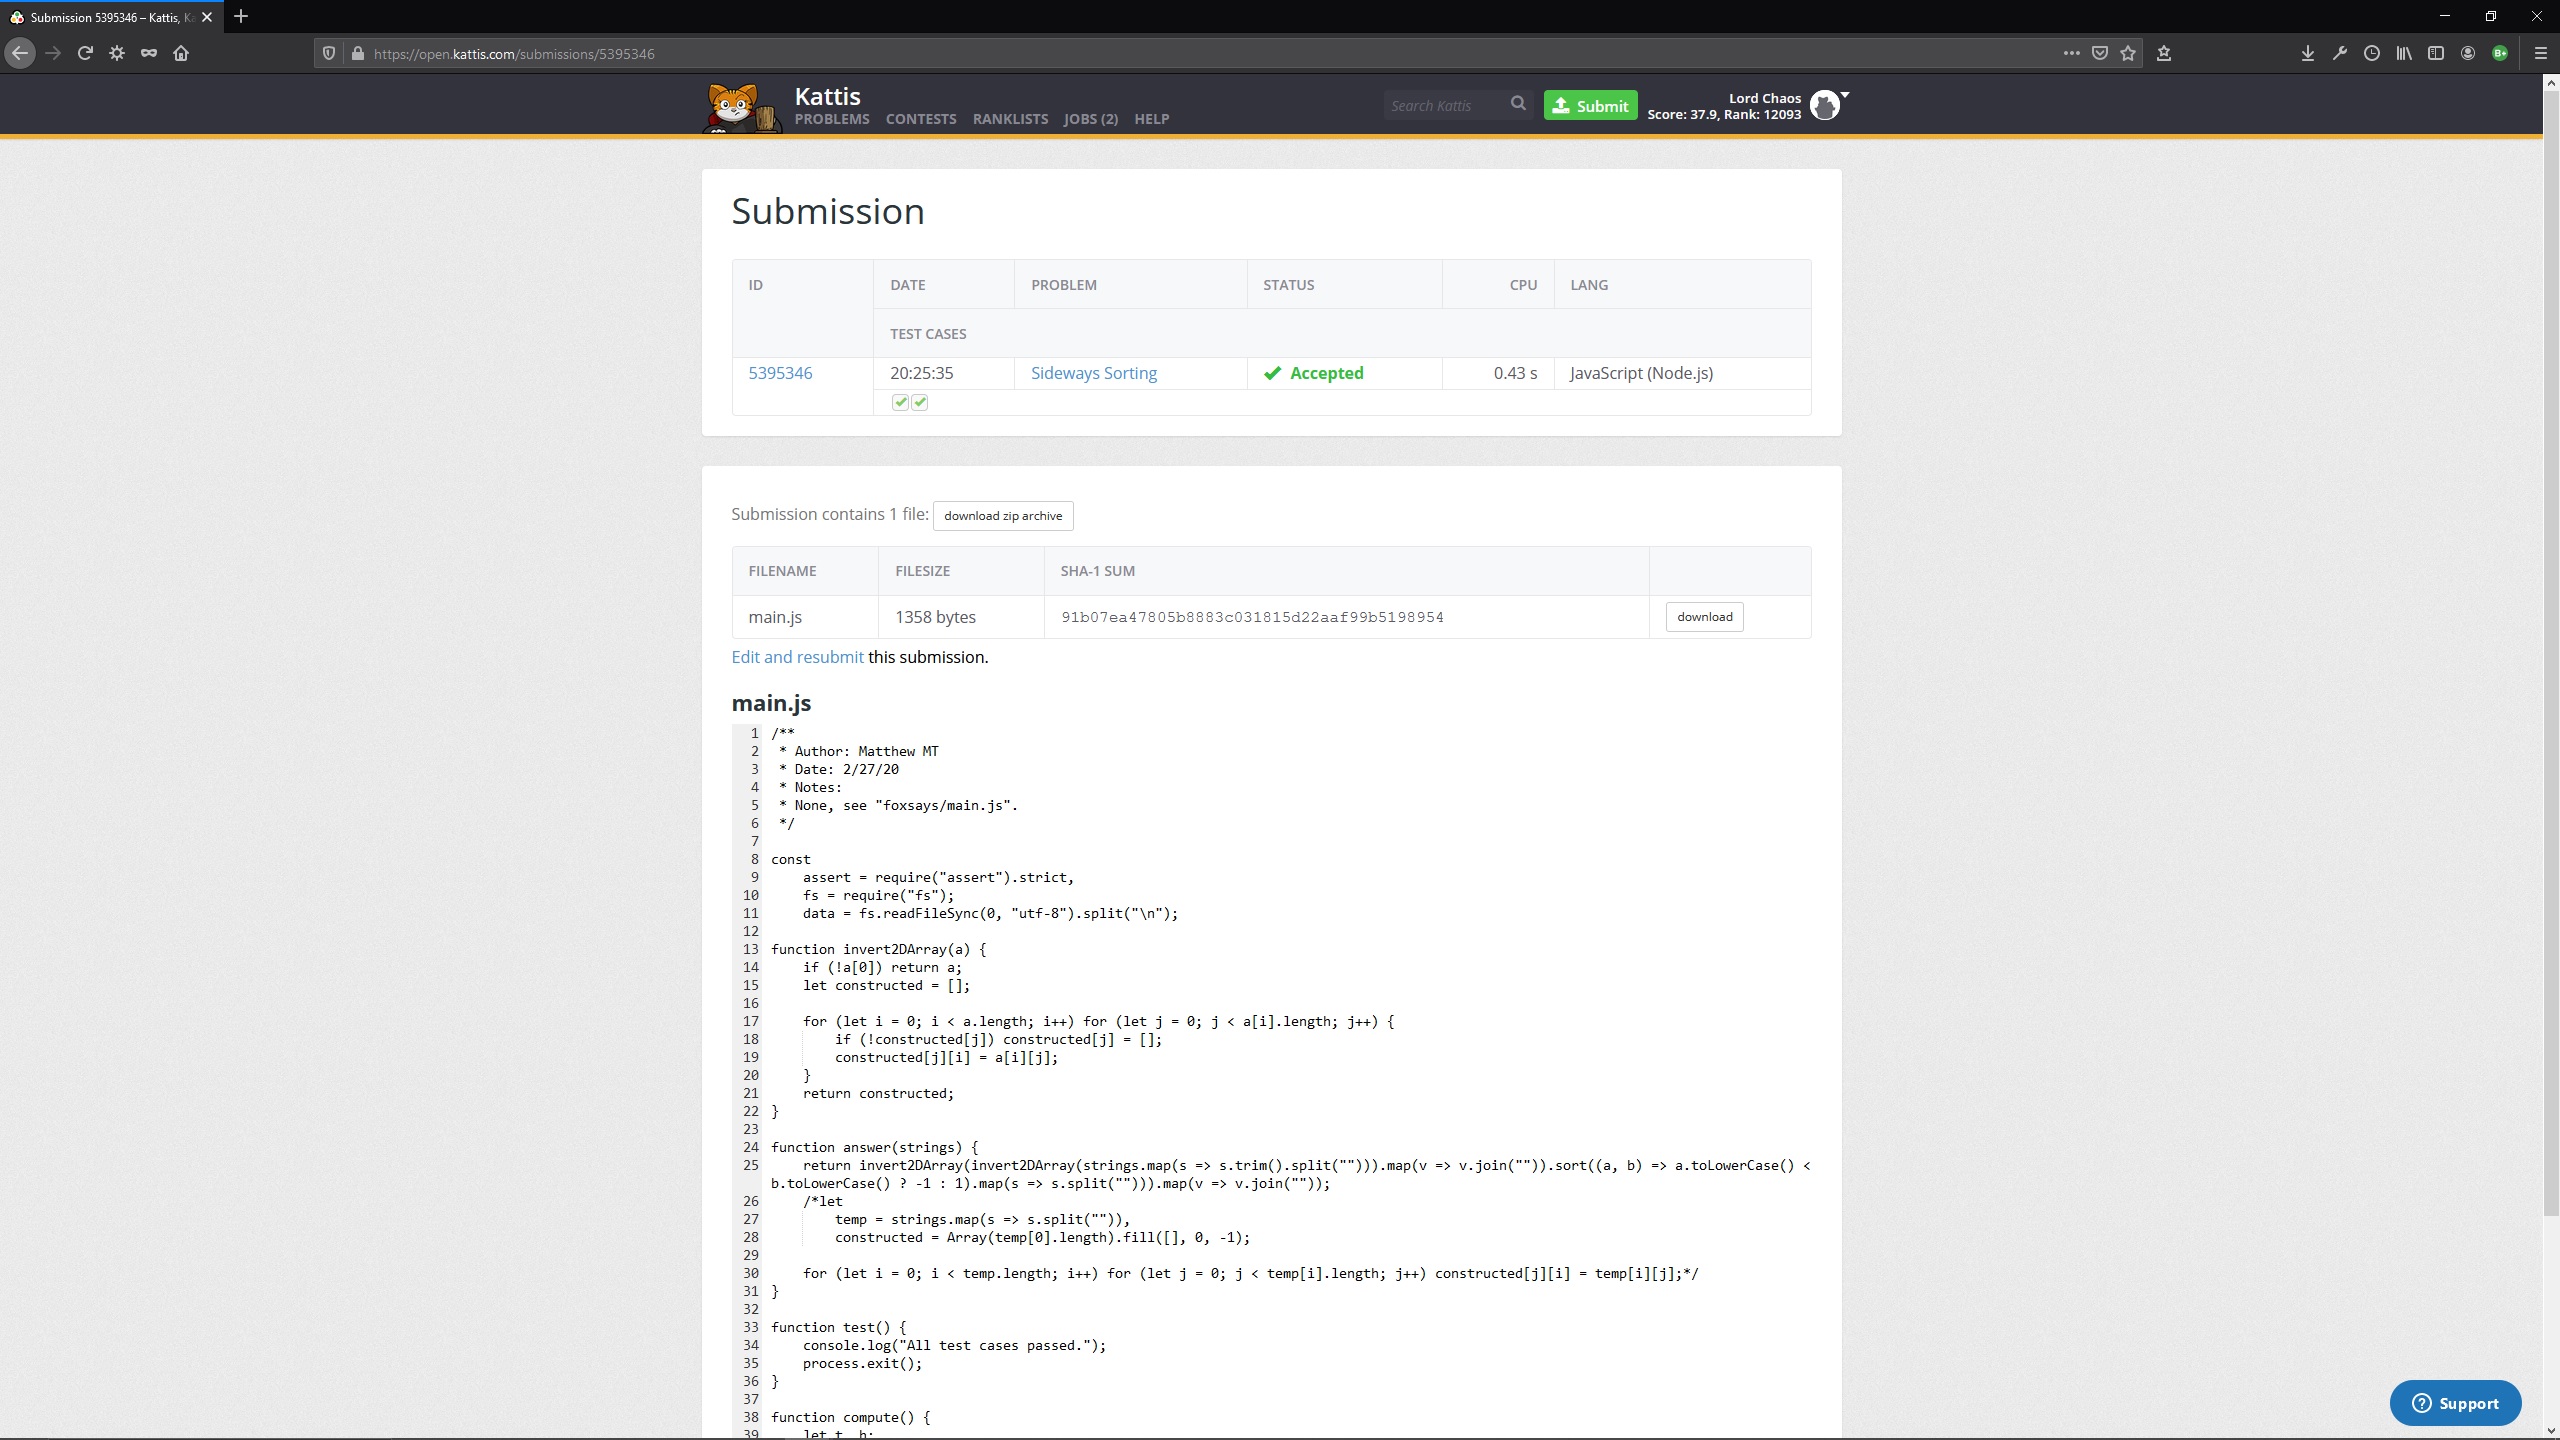 Submission 5395346 – Kattis, Ka
https://open.kattis.com/submissions/5395346
Kattis
PROBLEMS CONTESTS RANKLISTS JOBS (2) HELP
Search Kattis
Submit
Lord Chaos
Score: 37.9, Rank: 12093
Submission
ID DATE PROBLEM STATUS CPU LANG
TEST CASES
5395346 20:25:35 Sideways Sorting Accepted 0.43 s JavaScript (Node.js)
Submission contains 1 file: download zip archive
FILENAME FILESIZE SHA-1 SUM
main.js 1358 bytes 91b07ea47805b8883c031815d22aaf99b5198954 download
Edit and resubmit this submission.
main.js
1 /**
2 * Author: Matthew MT
3 * Date: 2/27/20
4 * Notes:
5 * None, see "foxsays/main.js".
6 */
7
8 const
9 assert = require("assert").strict,
10 fs = require("fs");
11 data = fs.readFileSync(0, "utf-8").split("\n");
12
13 function invert2DArray(a) {
14 if (!a[0]) return a;
15 let constructed = [];
16
17 for (let i = 0; i < a.length; i++) for (let j = 0; j < a[i].length; j++) {
18 if (!constructed[j]) constructed[j] = [];
19 constructed[j][i] = a[i][j];
20 }
21 return constructed;
22 }
23
24 function answer(strings) {
25 return invert2DArray(invert2DArray(strings.map(s => s.trim().split(""))).map(v => v.join("")).sort((a, b) => a.toLowerCase() <
b.toLowerCase() ? -1 : 1).map(s => s.split(""))).map(v => v.join(""));
26 /*let
27 temp = strings.map(s => s.split("")),
28 constructed = Array(temp[0].length).fill([], 0, -1);
29
30 for (let i = 0; i < temp.length; i++) for (let j = 0; j < temp[i].length; j++) constructed[j][i] = temp[i][j];*/
31 }
32
33 function test() {
34 console.log("All test cases passed.");
35 process.exit();
36 }
37
38 function compute() {
39 let t, h;
Support